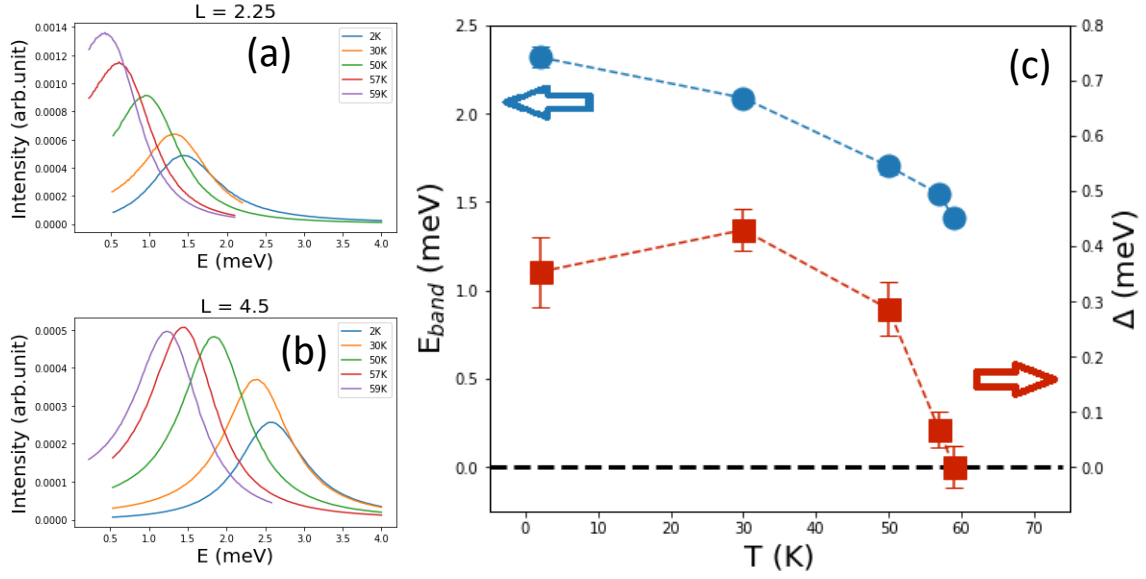 L = 2.25
(a)
2K
30K
50K
57K
59K
Intensity (arb.unit)
0.0014
0.0012
0.0010
0.0008
0.0006
0.0004
0.0002
0.0000
0.5 1.0 1.5 2.0 2.5 3.0 3.5 4.0
E (meV)
L = 4.5
(b)
2K
30K
50K
57K
59K
Intensity (arb.unit)
0.0005
0.0004
0.0003
0.0002
0.0001
0.0000
0.5 1.0 1.5 2.0 2.5 3.0 3.5 4.0
E (meV)
(c)
E_band (meV)
2.5
2.0
1.5
1.0
0.5
0.0
0 10 20 30 40 50 60 70
T (K)
0.8
0.7
0.6
0.5
0.4
0.3
0.2
0.1
0.0
Δ (meV)